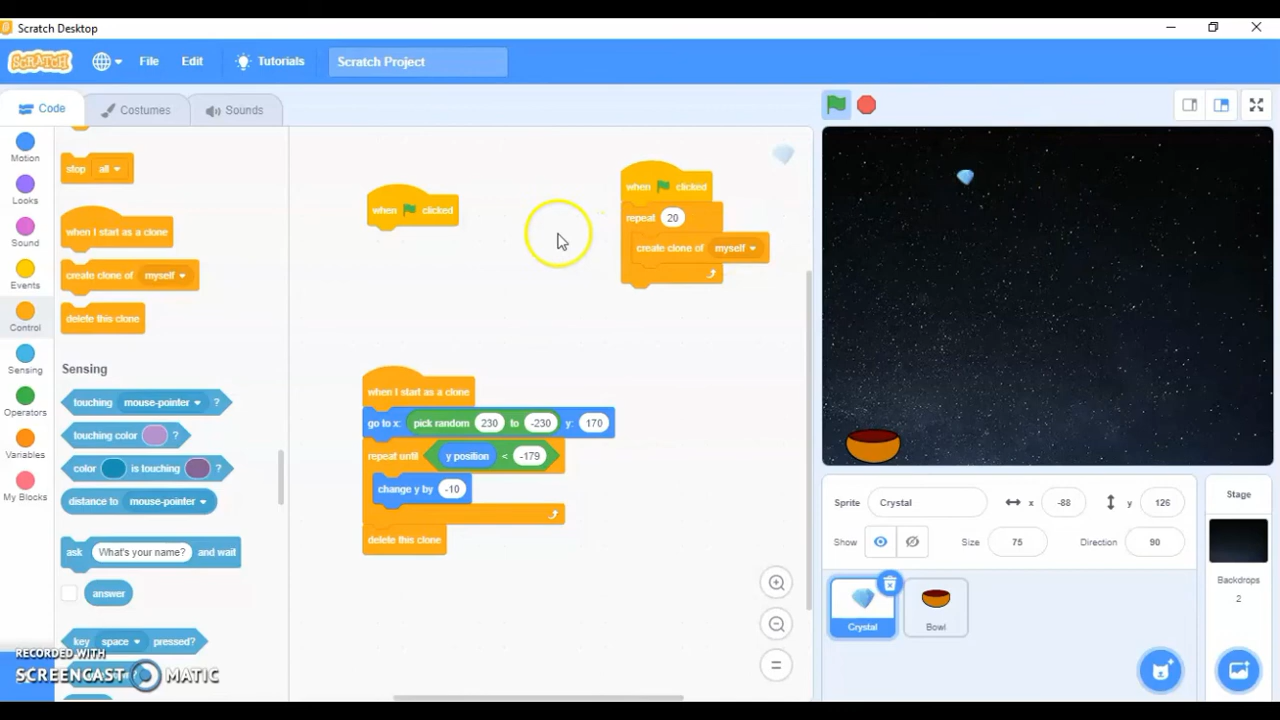 Scratch Desktop
SCRATCH
File
Edit
Tutorials
Scratch Project
Code
Costumes
Sounds
Motion
Looks
Sound
Events
Control
Sensing
Operators
Variables
My Blocks
stop all
when I start as a clone
create clone of myself
delete this clone
Sensing
touching mouse-pointer ?
touching color ?
color is touching ?
distance to mouse-pointer
ask What's your name? and wait
answer
key space pressed?
when clicked
when clicked
repeat 20
create clone of myself
when I start as a clone
go to x: pick random 230 to -230 y: 170
repeat until y position < -179
change y by -10
delete this clone
Sprite Crystal x -88 y 126
Show Size 75 Direction 90
Crystal
Bowl
Stage
Backdrops
2
RECORDED WITH
SCREENCAST MATIC